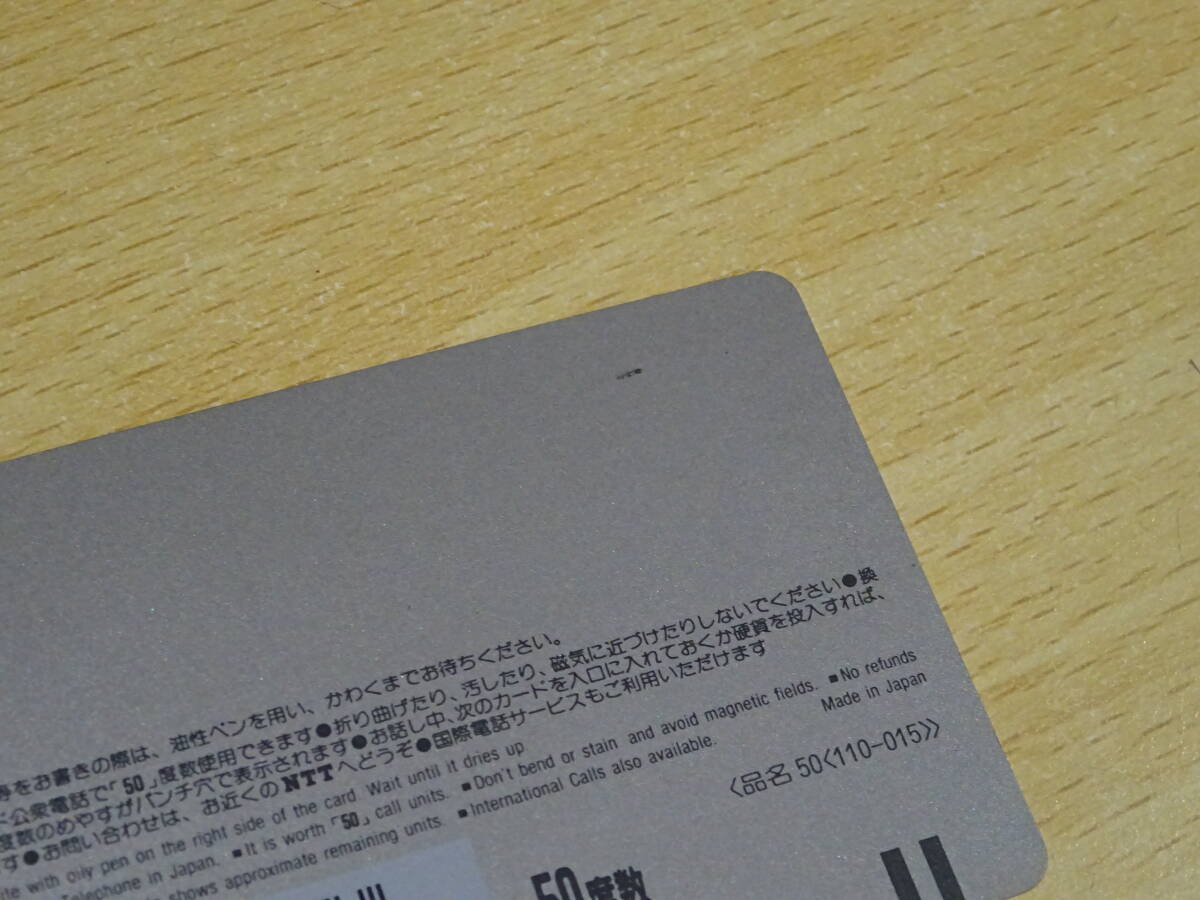 をお書きの際は、油性ペンを用い、かわくまでお待ちください。
公衆電話で「50」度数使用できます●折り曲げたり、汚したり、磁気に近づけたりしないでください●換
度数のめやすがパンチ穴で表示されます●お話し中、次のカードを入口に入れておくか硬貨を投入すれば、
す●お問い合わせは、お近くのNTTへどうぞ●国際電話サービスもご利用いただけます
with oily pen on the right side of the card Wait until it dries up
Telephone in Japan. ■It is worth「50」call units. ■Don't bend or stain and avoid magnetic fields. ■No refunds
shows approximate remaining units. ■International Calls also available. Made in Japan
〈品名 50〈110-015〉〉
50度数